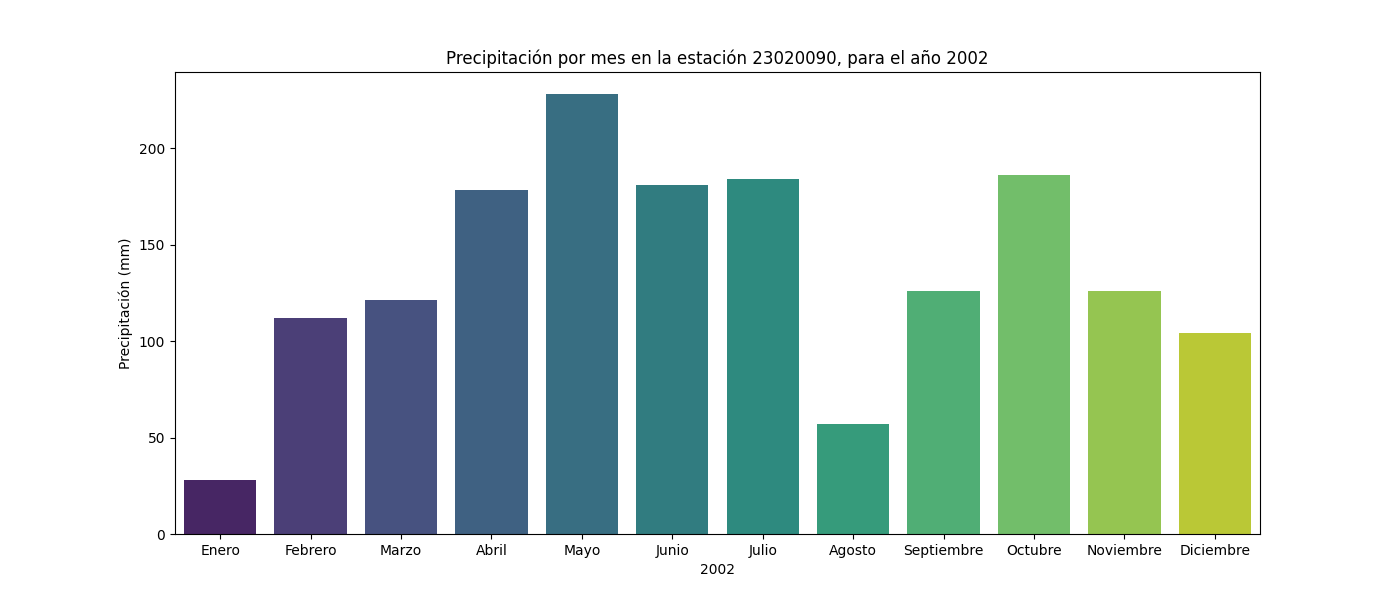 Precipitación por mes en la estación 23020090, para el año 2002
Precipitación (mm)
200
150
100
50
0
Enero Febrero Marzo Abril Mayo Junio Julio Agosto Septiembre Octubre Noviembre Diciembre
2002